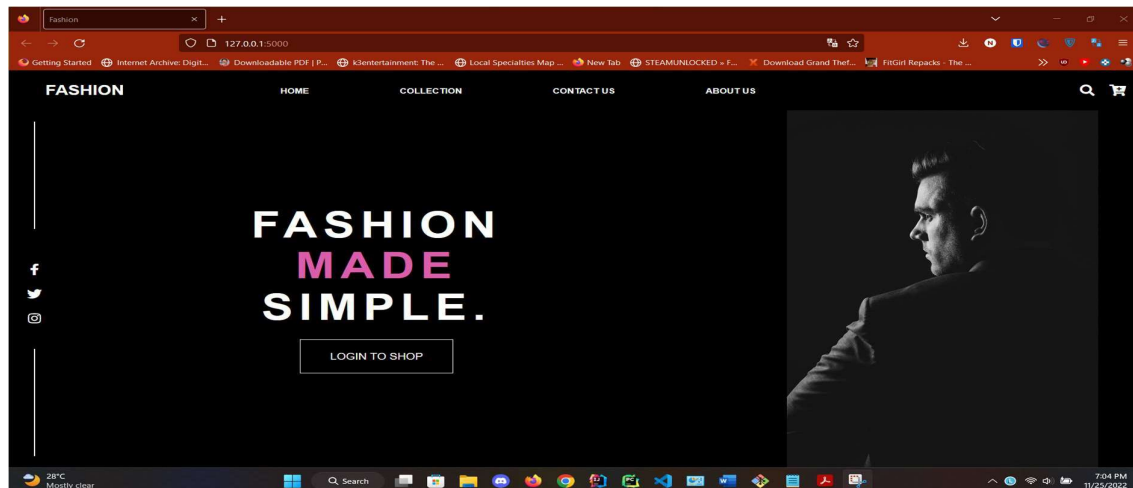 Fashion
127.0.0.1:5000
Getting Started Internet Archive: Digit... Downloadable PDF | P... k3entertainment: The ... Local Specialties Map ... New Tab STEAMUNLOCKED » F... Download Grand Thef... FitGirl Repacks - The ...
FASHION HOME COLLECTION CONTACT US ABOUT US
FASHION
MADE
SIMPLE.
LOGIN TO SHOP
28°C
Mostly clear
Search
7:04 PM
11/25/2022